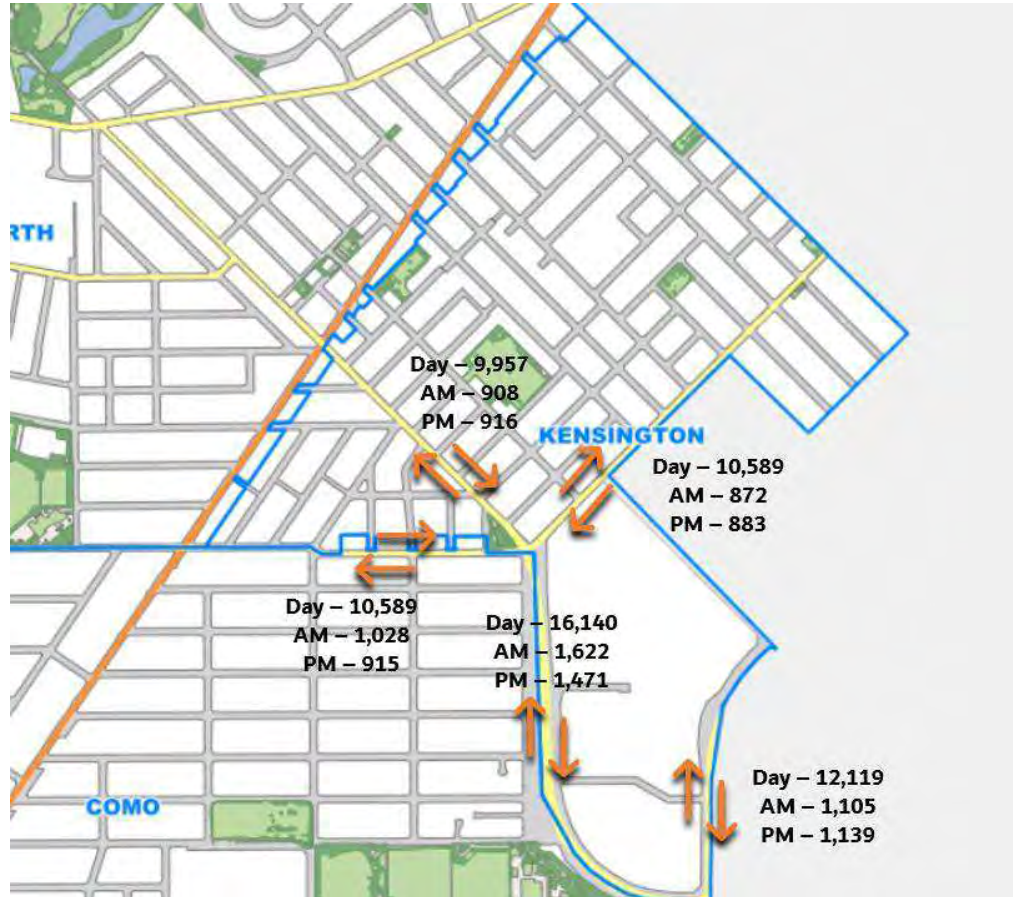 RTH
Day – 9,957
AM – 908
PM – 916
KENSINGTON
Day – 10,589
AM – 872
PM – 883
Day – 10,589
AM – 1,028
PM – 915
Day – 16,140
AM – 1,622
PM – 1,471
Day – 12,119
AM – 1,105
PM – 1,139
COMO